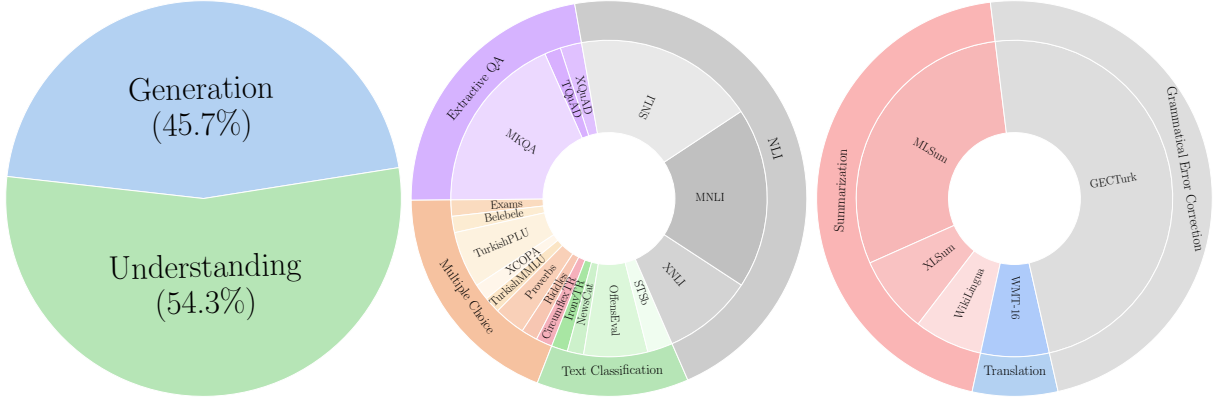 Generation
(45.7%)
Understanding
(54.3%)
Extractive QA
XQuAD
TQuAD
MKQA
SNLI
NLI
MNLI
XNLI
Exams
Belebele
TurkishPLU
XCOPA
TurkishMMLU
Proverbs
Riddles
CircumflexTR
Multiple Choice
IronyTR
NewsCat
OffensEval
STSb
Text Classification
MLSum
Summarization
XLSum
WikiLingua
WMT-16
Translation
GECTurk
Grammatical Error Correction